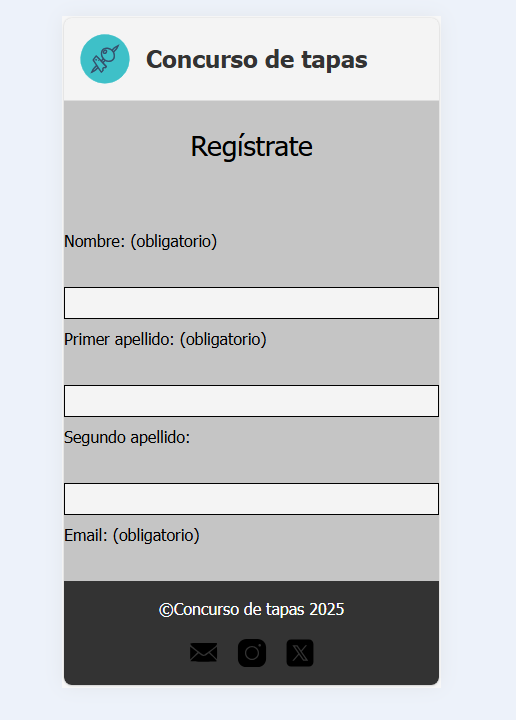 Concurso de tapas
Regístrate
Nombre: (obligatorio)
Primer apellido: (obligatorio)
Segundo apellido:
Email: (obligatorio)
©Concurso de tapas 2025